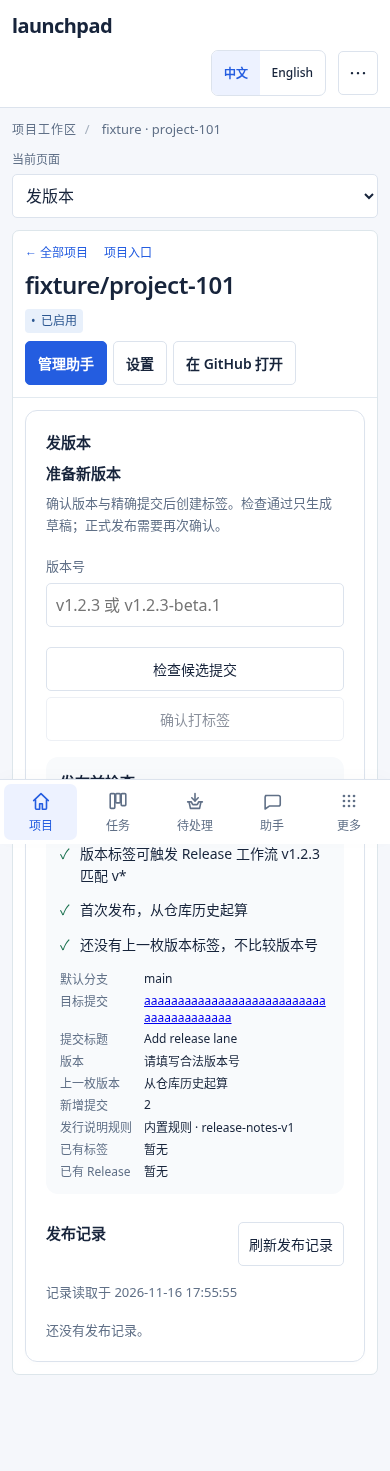 launchpad
中文
English
项目工作区 / fixture · project-101
当前页面
发版本
← 全部项目 项目入口
fixture/project-101
• 已启用
管理助手
设置
在 GitHub 打开
发版本
准备新版本
确认版本与精确提交后创建标签。检查通过只生成
草稿；正式发布需要再次确认。
版本号
v1.2.3 或 v1.2.3-beta.1
检查候选提交
确认打标签
项目
任务
待处理
助手
更多
✓ 版本标签可触发 Release 工作流 v1.2.3
匹配 v*
✓ 首次发布，从仓库历史起算
✓ 还没有上一枚版本标签，不比较版本号
默认分支 main
目标提交 aaaaaaaaaaaaaaaaaaaaaaaaaaa
aaaaaaaaaaaaa
提交标题 Add release lane
版本 请填写合法版本号
上一枚版本 从仓库历史起算
新增提交 2
发行说明规则 内置规则 · release-notes-v1
已有标签 暂无
已有 Release 暂无
发布记录
刷新发布记录
记录读取于 2026-11-16 17:55:55
还没有发布记录。